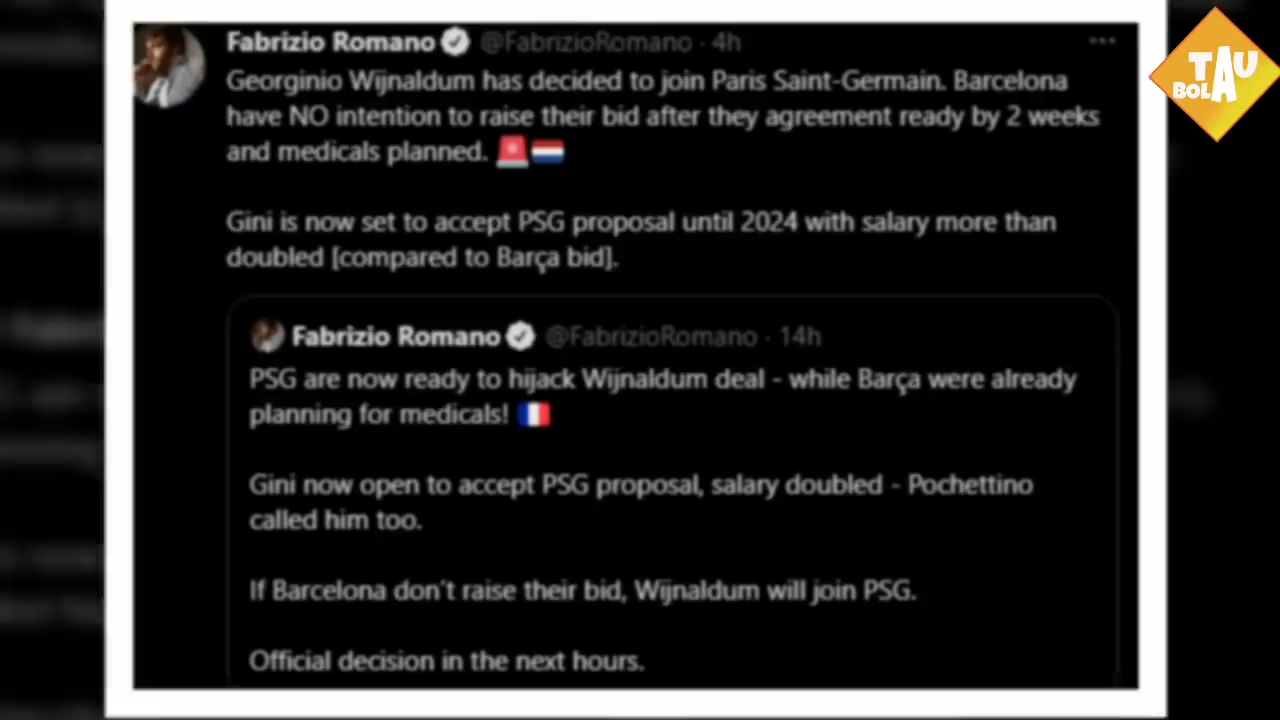 Fabrizio Romano @FabrizioRomano · 4h
Georginio Wijnaldum has decided to join Paris Saint-Germain. Barcelona
have NO intention to raise their bid after they agreement ready by 2 weeks
and medicals planned. 🚨🇳🇱
Gini is now set to accept PSG proposal until 2024 with salary more than
doubled [compared to Barça bid].
Fabrizio Romano @FabrizioRomano · 14h
PSG are now ready to hijack Wijnaldum deal - while Barça were already
planning for medicals! 🇫🇷
Gini now open to accept PSG proposal, salary doubled - Pochettino
called him too.
If Barcelona don't raise their bid, Wijnaldum will join PSG.
Official decision in the next hours.
TAU
BOLA